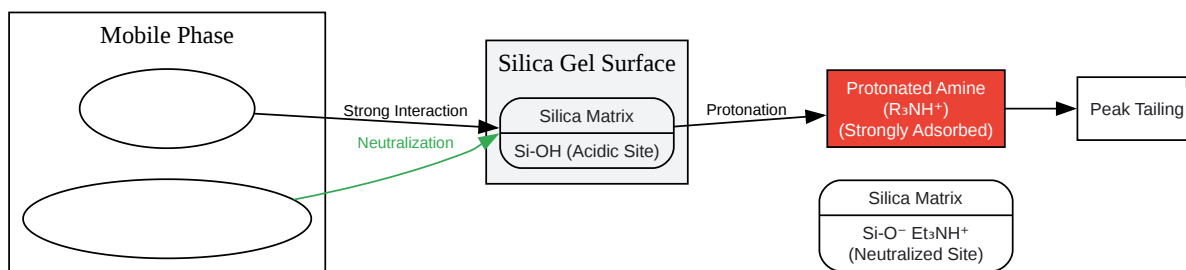 Mobile Phase
Strong Interaction
Neutralization
Silica Gel Surface
Silica Matrix
Si-OH (Acidic Site)
Protonation
Protonated Amine
(R₃NH⁺)
(Strongly Adsorbed)
Peak Tailing
Silica Matrix
Si-O⁻ Et₃NH⁺
(Neutralized Site)